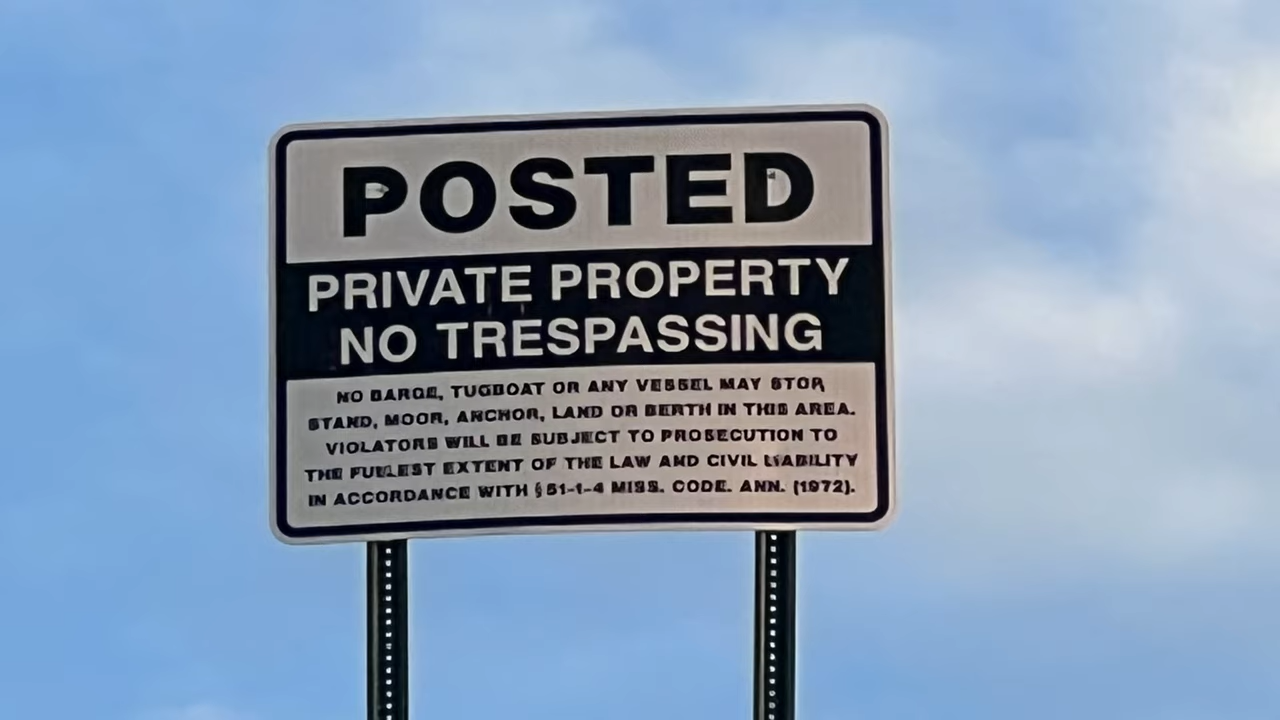 POSTED
PRIVATE PROPERTY
NO TRESPASSING
NO BARGE, TUGBOAT OR ANY VESSEL MAY STOP,
STAND, MOOR, ANCHOR, LAND OR BERTH IN THIS AREA.
VIOLATORS WILL BE SUBJECT TO PROSECUTION TO
THE FULLEST EXTENT OF THE LAW AND CIVIL LIABILITY
IN ACCORDANCE WITH § 51-1-4 MISS. CODE. ANN. (1972).